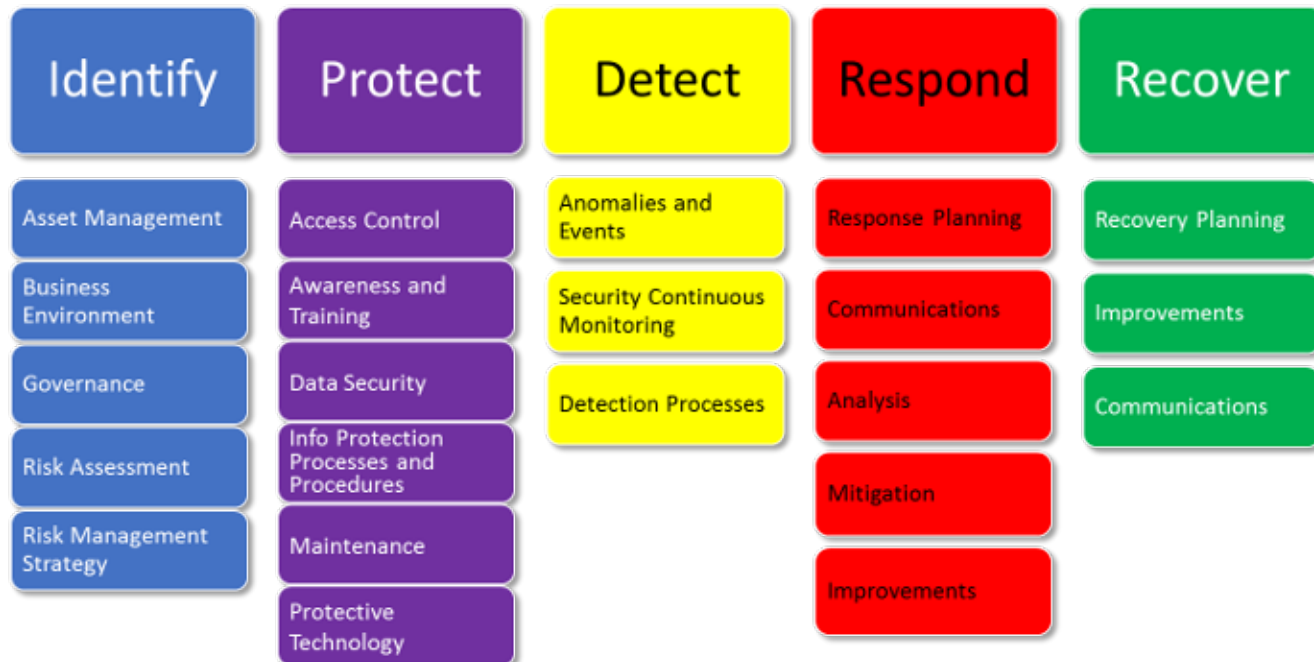 Identify
Protect
Detect
Respond
Recover
Asset Management
Business
Environment
Governance
Risk Assessment
Risk Management
Strategy
Access Control
Awareness and
Training
Data Security
Info Protection
Processes and
Procedures
Maintenance
Protective
Technology
Anomalies and
Events
Security Continuous
Monitoring
Detection Processes
Response Planning
Communications
Analysis
Mitigation
Improvements
Recovery Planning
Improvements
Communications